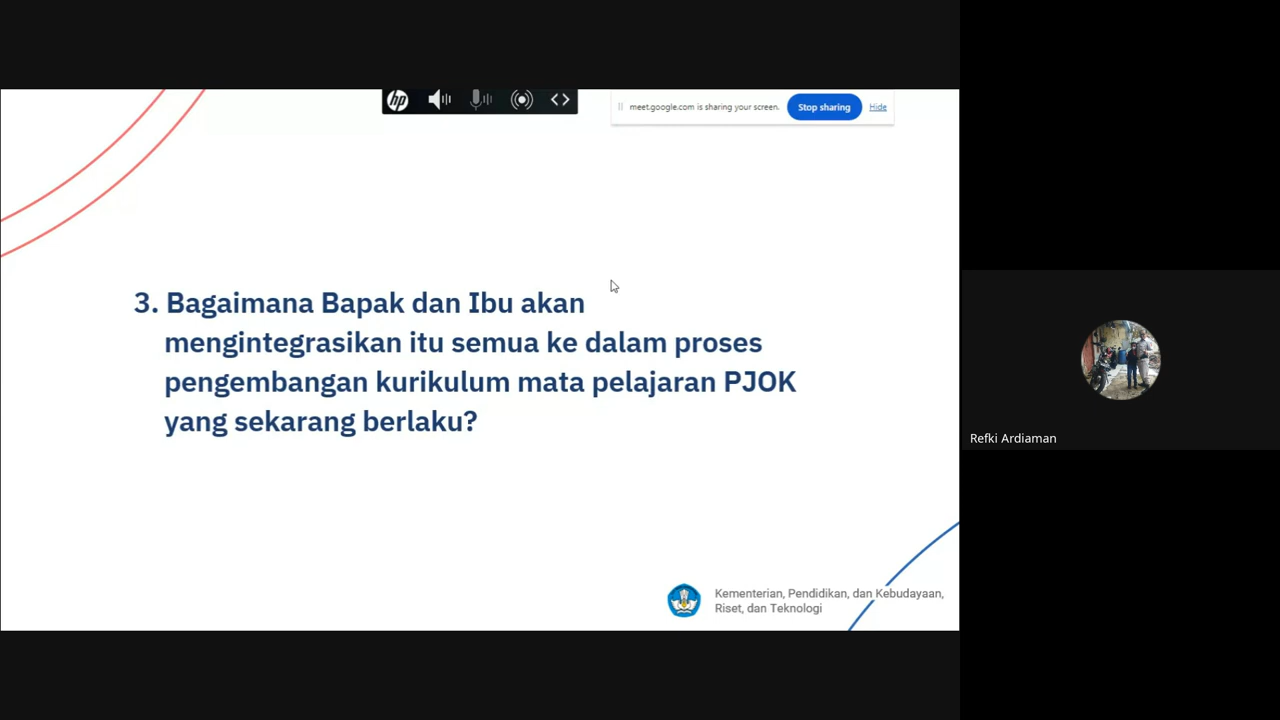 hp
meet.google.com is sharing your screen.
Stop sharing
Hide
3. Bagaimana Bapak dan Ibu akan
mengintegrasikan itu semua ke dalam proses
pengembangan kurikulum mata pelajaran PJOK
yang sekarang berlaku?
Refki Ardiaman
Kementerian, Pendidikan, dan Kebudayaan,
Riset, dan Teknologi